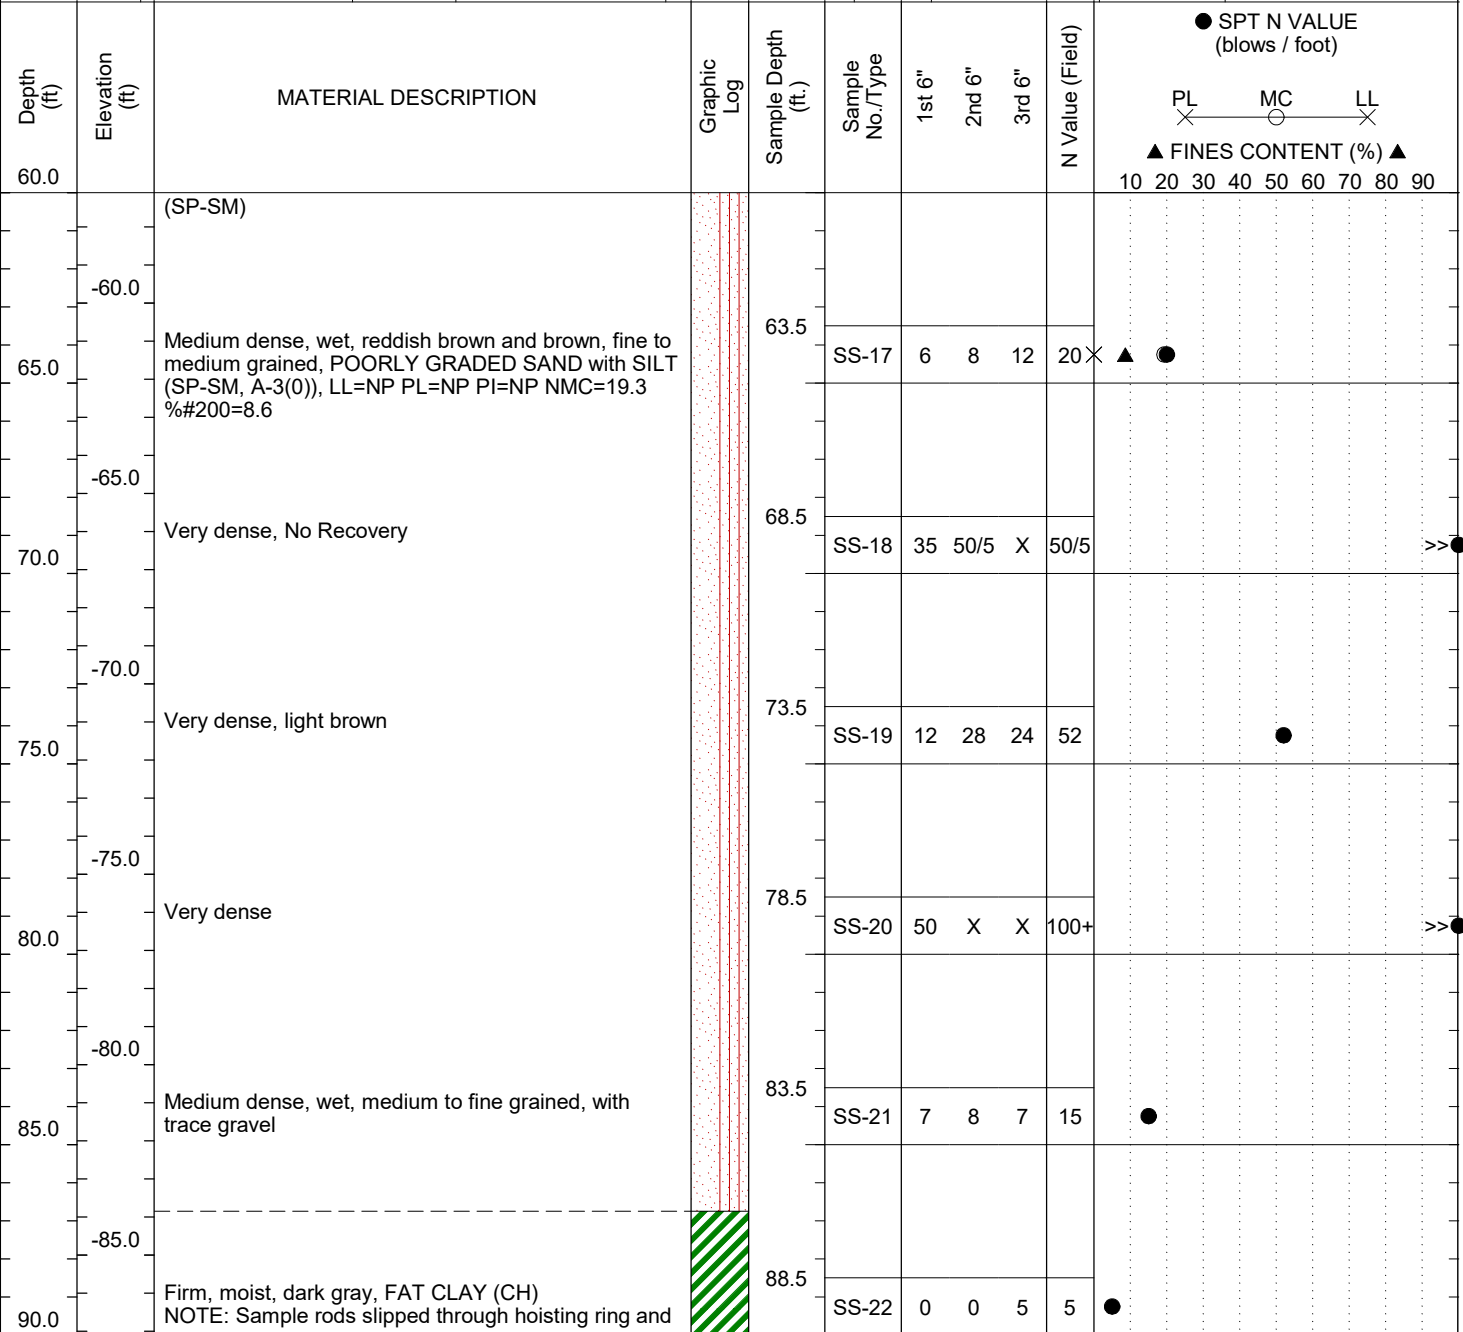 Depth
(ft)
Elevation
(ft)
MATERIAL DESCRIPTION
Graphic
Log
Sample Depth
(ft.)
Sample
No./Type
1st 6"
2nd 6"
3rd 6"
N Value (Field)
● SPT N VALUE
(blows / foot)
PL MC LL
▲ FINES CONTENT (%) ▲
60.0
10 20 30 40 50 60 70 80 90
(SP-SM)
-60.0
63.5
Medium dense, wet, reddish brown and brown, fine to
medium grained, POORLY GRADED SAND with SILT
(SP-SM, A-3(0)), LL=NP PL=NP PI=NP NMC=19.3
%#200=8.6
SS-17 6 8 12 20
65.0
-65.0
68.5
Very dense, No Recovery
SS-18 35 50/5 X 50/5 >>
70.0
-70.0
73.5
Very dense, light brown
SS-19 12 28 24 52
75.0
-75.0
78.5
Very dense
SS-20 50 X X 100+ >>
80.0
-80.0
83.5
Medium dense, wet, medium to fine grained, with
trace gravel
SS-21 7 8 7 15
85.0
-85.0
88.5
Firm, moist, dark gray, FAT CLAY (CH)
NOTE: Sample rods slipped through hoisting ring and
SS-22 0 0 5 5
90.0